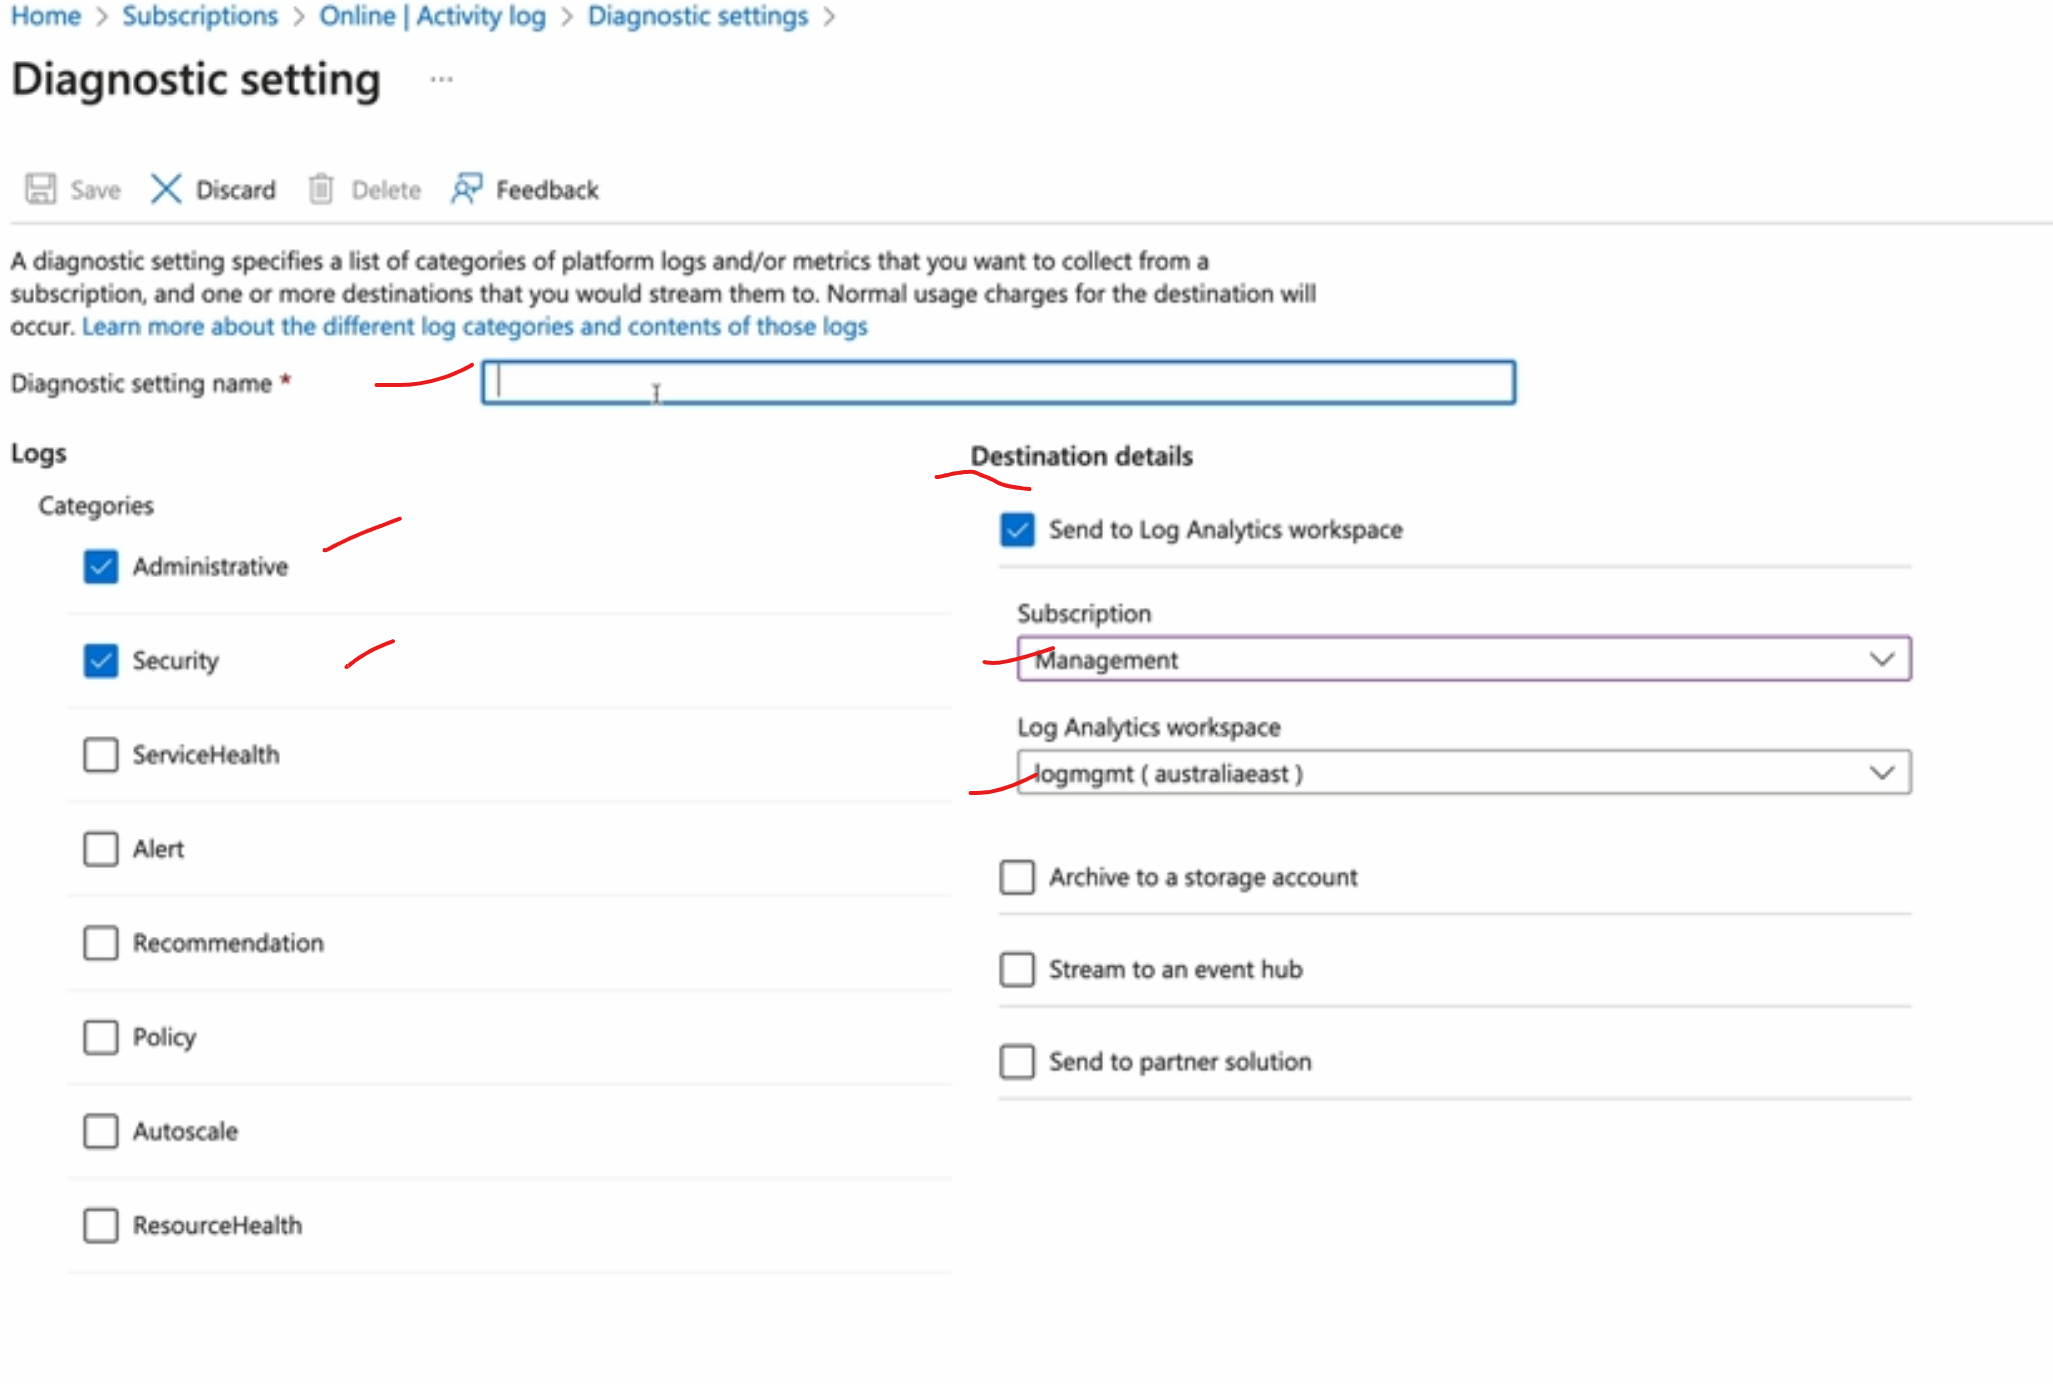 Home > Subscriptions > Online | Activity log > Diagnostic settings >
Diagnostic setting ...
Save Discard Delete Feedback
A diagnostic setting specifies a list of categories of platform logs and/or metrics that you want to collect from a
subscription, and one or more destinations that you would stream them to. Normal usage charges for the destination will
occur. Learn more about the different log categories and contents of those logs
Diagnostic setting name *
Logs
Categories
Administrative
Security
ServiceHealth
Alert
Recommendation
Policy
Autoscale
ResourceHealth
Destination details
Send to Log Analytics workspace
Subscription
Management
Log Analytics workspace
logmgmt ( australiaeast )
Archive to a storage account
Stream to an event hub
Send to partner solution